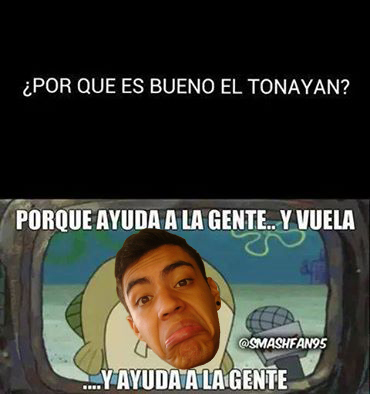 ¿POR QUE ES BUENO EL TONAYAN?
PORQUE AYUDA A LA GENTE.. Y VUELA
@SMASHFAN95
....Y AYUDA A LA GENTE